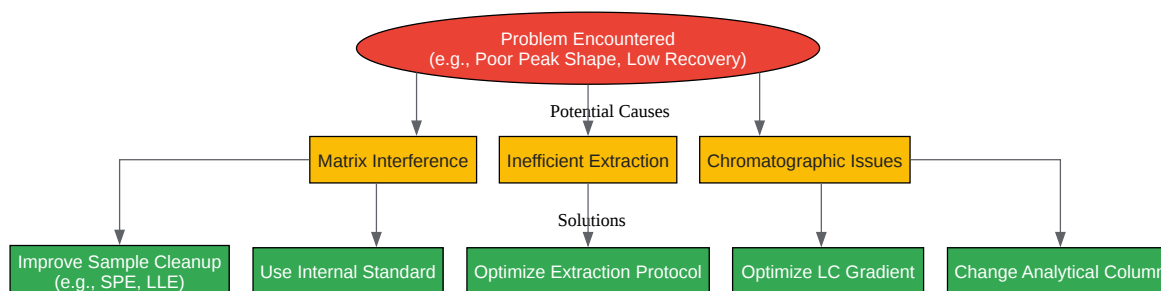 Problem Encountered
(e.g., Poor Peak Shape, Low Recovery)
Potential Causes
Matrix Interference
Inefficient Extraction
Chromatographic Issues
Solutions
Improve Sample Cleanup
(e.g., SPE, LLE)
Use Internal Standard
Optimize Extraction Protocol
Optimize LC Gradient
Change Analytical Column